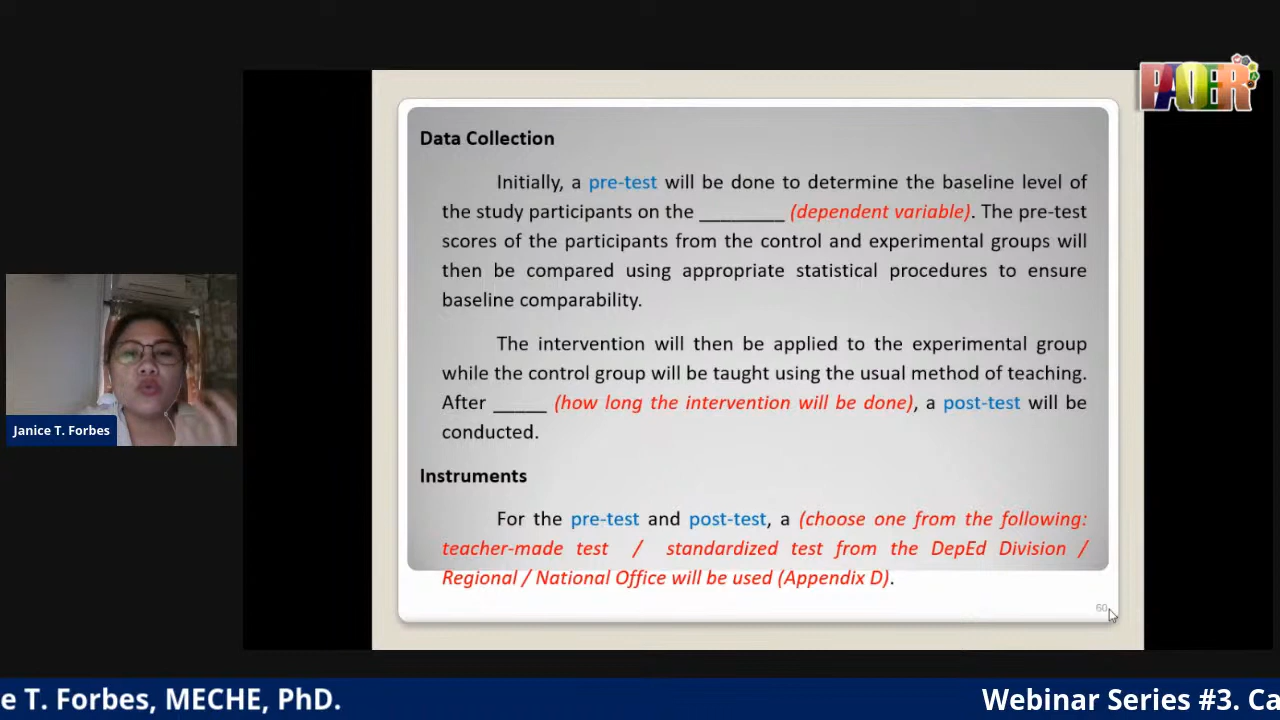 PAOER
Data Collection
Initially, a pre-test will be done to determine the baseline level of
the study participants on the ________ (dependent variable). The pre-test
scores of the participants from the control and experimental groups will
then be compared using appropriate statistical procedures to ensure
baseline comparability.
The intervention will then be applied to the experimental group
while the control group will be taught using the usual method of teaching.
After _____ (how long the intervention will be done), a post-test will be
conducted.
Instruments
For the pre-test and post-test, a (choose one from the following:
teacher-made test / standardized test from the DepEd Division /
Regional / National Office will be used (Appendix D).
60
Janice T. Forbes
e T. Forbes, MECHE, PhD.
Webinar Series #3. Ca